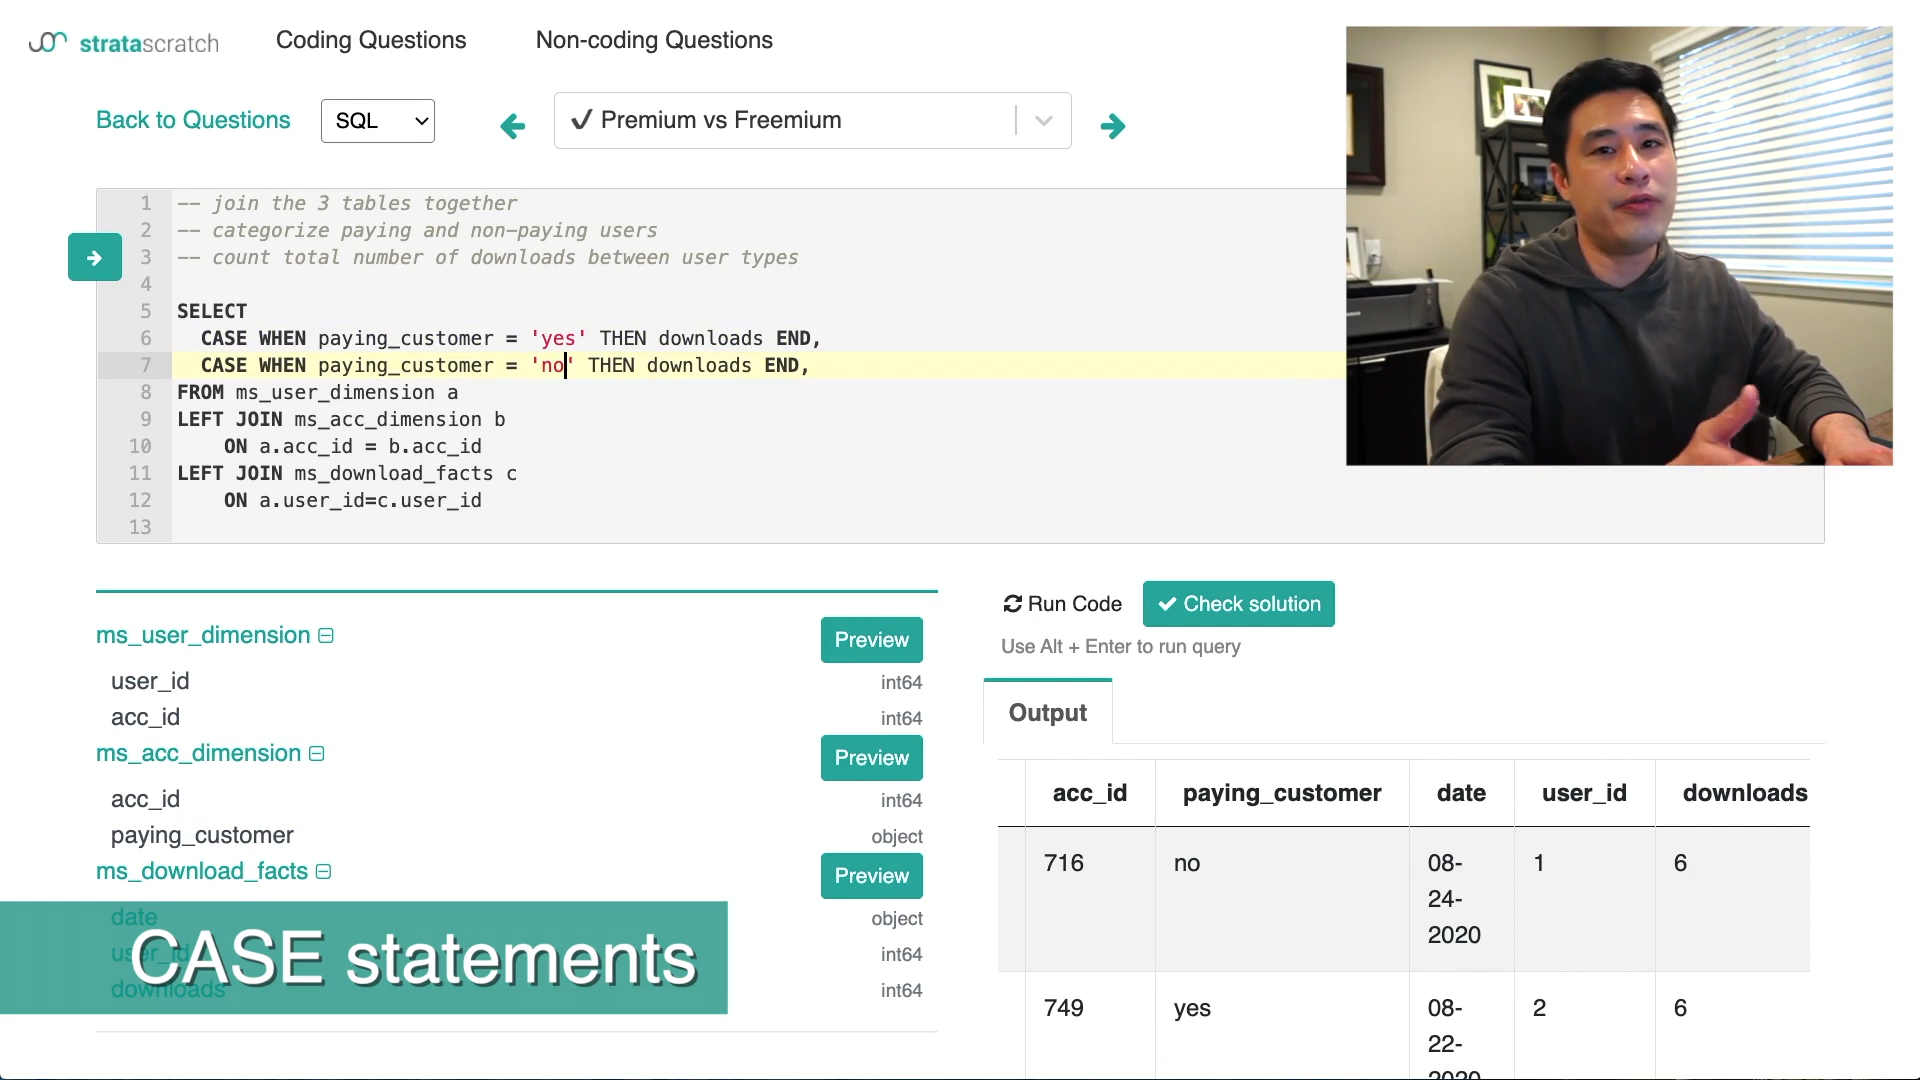 stratascratch
Coding Questions
Non-coding Questions
Back to Questions
SQL
Premium vs Freemium
1 -- join the 3 tables together
2 -- categorize paying and non-paying users
3 -- count total number of downloads between user types
4
5 SELECT
6 CASE WHEN paying_customer = 'yes' THEN downloads END,
7 CASE WHEN paying_customer = 'no' THEN downloads END,
8 FROM ms_user_dimension a
9 LEFT JOIN ms_acc_dimension b
10 ON a.acc_id = b.acc_id
11 LEFT JOIN ms_download_facts c
12 ON a.user_id=c.user_id
13
ms_user_dimension
Preview
user_id int64
acc_id int64
ms_acc_dimension
Preview
acc_id int64
paying_customer object
ms_download_facts
Preview
date object
user_id int64
downloads int64
CASE statements
Run Code
Check solution
Use Alt + Enter to run query
Output
acc_id paying_customer date user_id downloads
716 no 08- 1 6
24-
2020
749 yes 08- 2 6
22-
2020